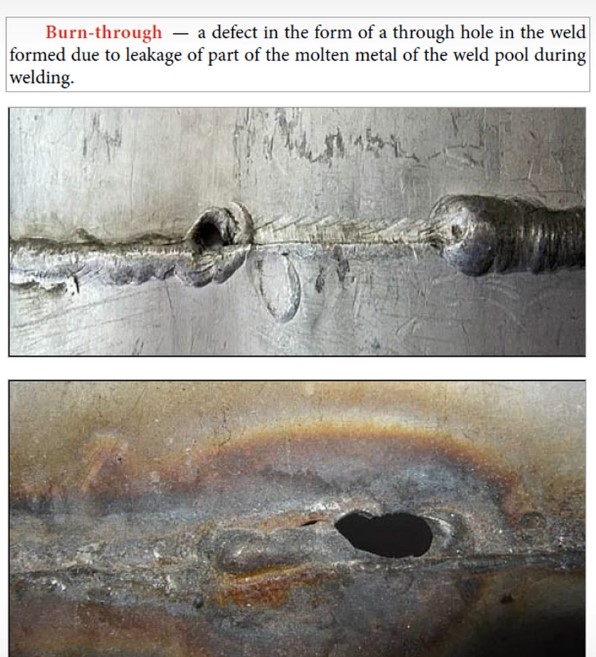 Burn-through — a defect in the form of a through hole in the weld
formed due to leakage of part of the molten metal of the weld pool during
welding.